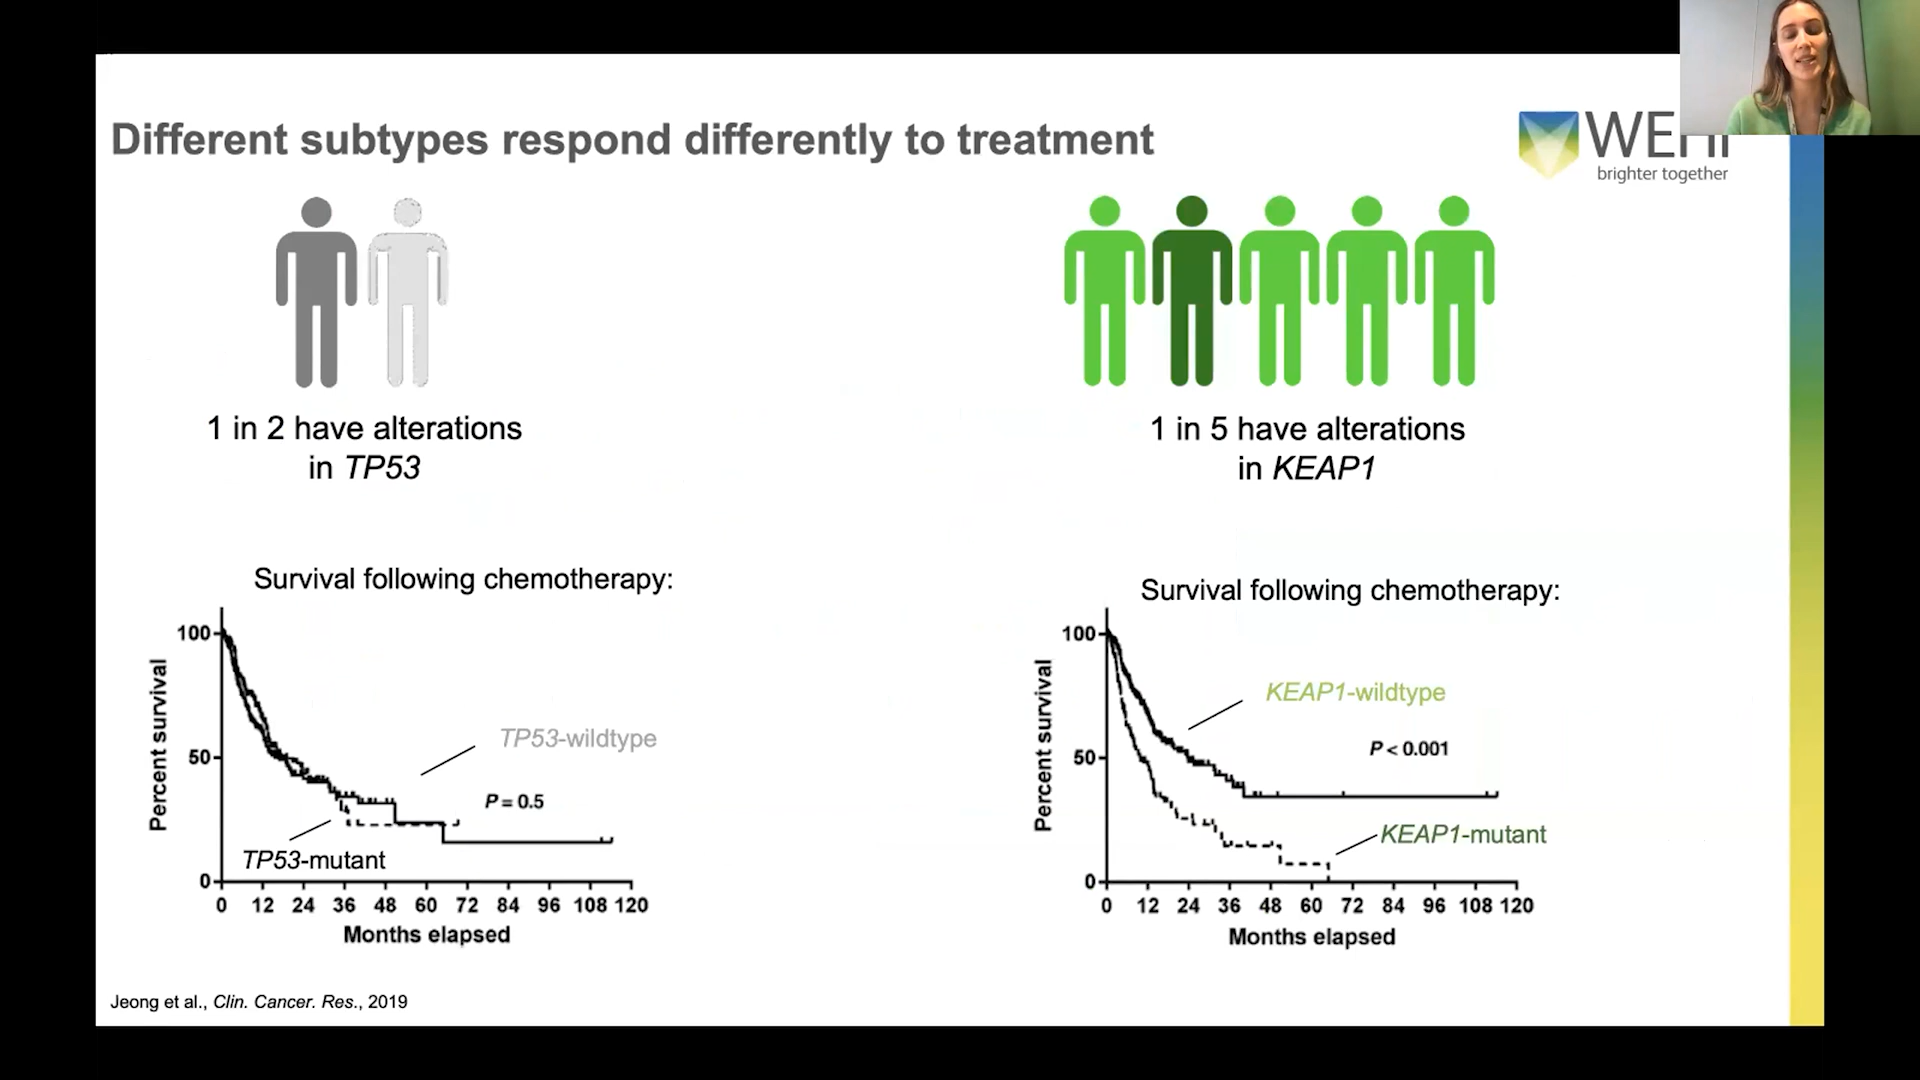 Different subtypes respond differently to treatment
WEHI
brighter together
1 in 2 have alterations
in TP53
1 in 5 have alterations
in KEAP1
Survival following chemotherapy:
100
50
0
Percent survival
TP53-wildtype
P = 0.5
TP53-mutant
0 12 24 36 48 60 72 84 96 108 120
Months elapsed
Survival following chemotherapy:
100
50
0
Percent survival
KEAP1-wildtype
P < 0.001
KEAP1-mutant
0 12 24 36 48 60 72 84 96 108 120
Months elapsed
Jeong et al., Clin. Cancer. Res., 2019